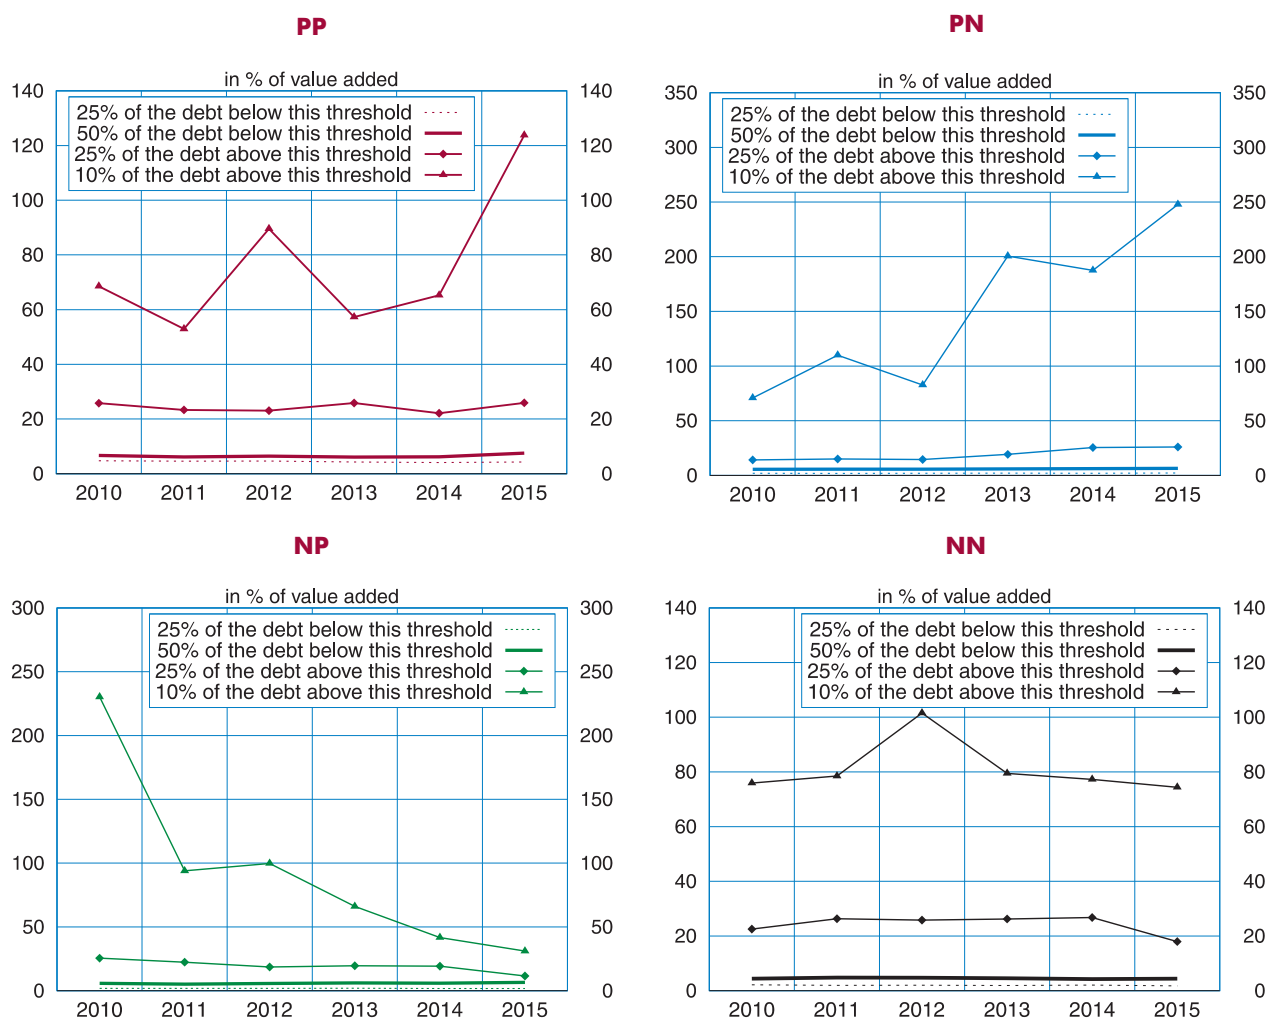 PP
in % of value added
140 140
25% of the debt below this threshold
50% of the debt below this threshold
120 120
25% of the debt above this threshold
10% of the debt above this threshold
100 100
80 80
60 60
40 40
20 20
0 0
2010 2011 2012 2013 2014 2015
PN
in % of value added
350 350
25% of the debt below this threshold
50% of the debt below this threshold
300 300
25% of the debt above this threshold
10% of the debt above this threshold
250 250
200 200
150 150
100 100
50 50
0 0
2010 2011 2012 2013 2014 2015
NP
in % of value added
300 300
25% of the debt below this threshold
50% of the debt below this threshold
250 250
25% of the debt above this threshold
10% of the debt above this threshold
200 200
150 150
100 100
50 50
0 0
2010 2011 2012 2013 2014 2015
NN
in % of value added
140 140
25% of the debt below this threshold
50% of the debt below this threshold
120 120
25% of the debt above this threshold
10% of the debt above this threshold
100 100
80 80
60 60
40 40
20 20
0 0
2010 2011 2012 2013 2014 2015